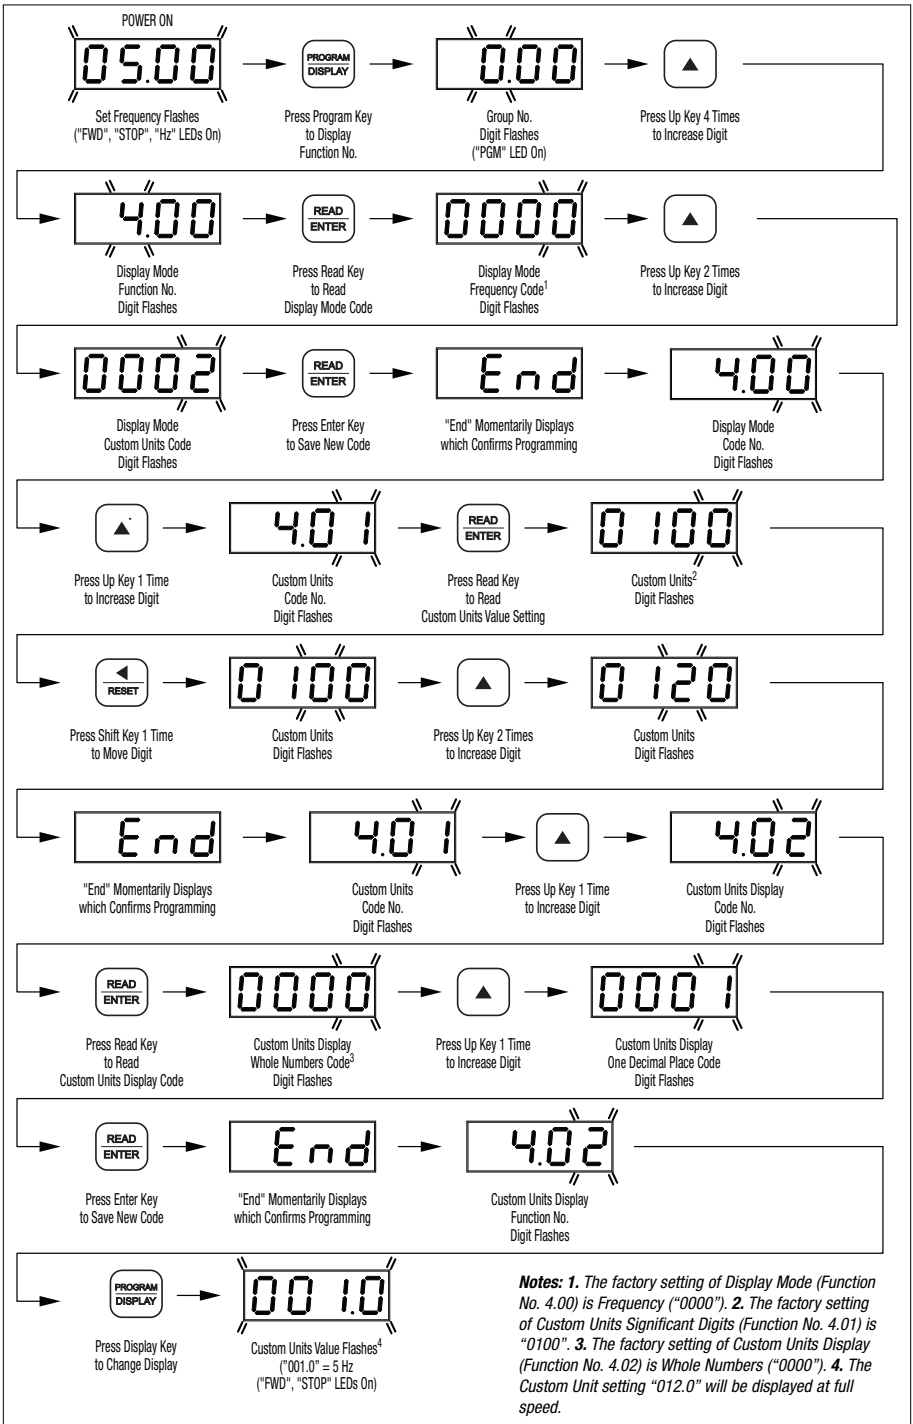 POWER ON
05.00
PROGRAM
DISPLAY
0.00
▲
Set Frequency Flashes
("FWD", "STOP", "Hz" LEDs On)
Press Program Key
to Display
Function No.
Group No.
Digit Flashes
("PGM" LED On)
Press Up Key 4 Times
to Increase Digit
4.00
READ
ENTER
0000
▲
Display Mode
Function No.
Digit Flashes
Press Read Key
to Read
Display Mode Code
Display Mode
Frequency Code1
Digit Flashes
Press Up Key 2 Times
to Increase Digit
0002
READ
ENTER
End
4.00
Display Mode
Custom Units Code
Digit Flashes
Press Enter Key
to Save New Code
"End" Momentarily Displays
which Confirms Programming
Display Mode
Code No.
Digit Flashes
▲
4.01
READ
ENTER
0100
Press Up Key 1 Time
to Increase Digit
Custom Units
Code No.
Digit Flashes
Press Read Key
to Read
Custom Units Value Setting
Custom Units2
Digit Flashes
◀
RESET
0100
▲
0120
Press Shift Key 1 Time
to Move Digit
Custom Units
Digit Flashes
Press Up Key 2 Times
to Increase Digit
Custom Units
Digit Flashes
End
4.01
▲
4.02
"End" Momentarily Displays
which Confirms Programming
Custom Units
Code No.
Digit Flashes
Press Up Key 1 Time
to Increase Digit
Custom Units Display
Code No.
Digit Flashes
READ
ENTER
0000
▲
0001
Press Read Key
to Read
Custom Units Display Code
Custom Units Display
Whole Numbers Code3
Digit Flashes
Press Up Key 1 Time
to Increase Digit
Custom Units Display
One Decimal Place Code
Digit Flashes
READ
ENTER
End
4.02
Press Enter Key
to Save New Code
"End" Momentarily Displays
which Confirms Programming
Custom Units Display
Function No.
Digit Flashes
PROGRAM
DISPLAY
001.0
Press Display Key
to Change Display
Custom Units Value Flashes4
("001.0" = 5 Hz
("FWD", "STOP" LEDs On)
Notes: 1. The factory setting of Display Mode (Function
No. 4.00) is Frequency (“0000”). 2. The factory setting
of Custom Units Significant Digits (Function No. 4.01) is
“0100”. 3. The factory setting of Custom Units Display
(Function No. 4.02) is Whole Numbers (“0000”). 4. The
Custom Unit setting “012.0” will be displayed at full
speed.